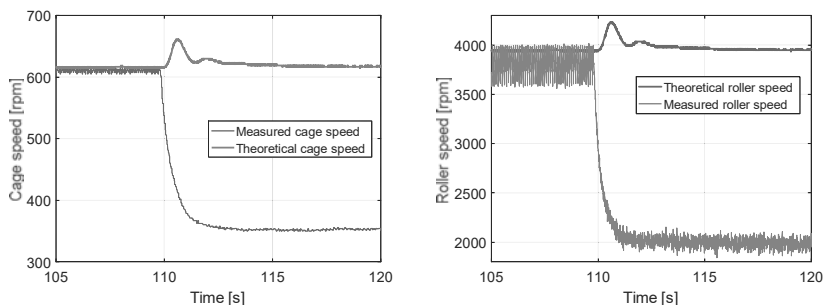 700
600
500
400
300
105
110
115
120
Cage speed [rpm]
Time [s]
Measured cage speed
Theoretical cage speed
4000
3500
3000
2500
2000
105
110
115
120
Roller speed [rpm]
Time [s]
Theoretical roller speed
Measured roller speed